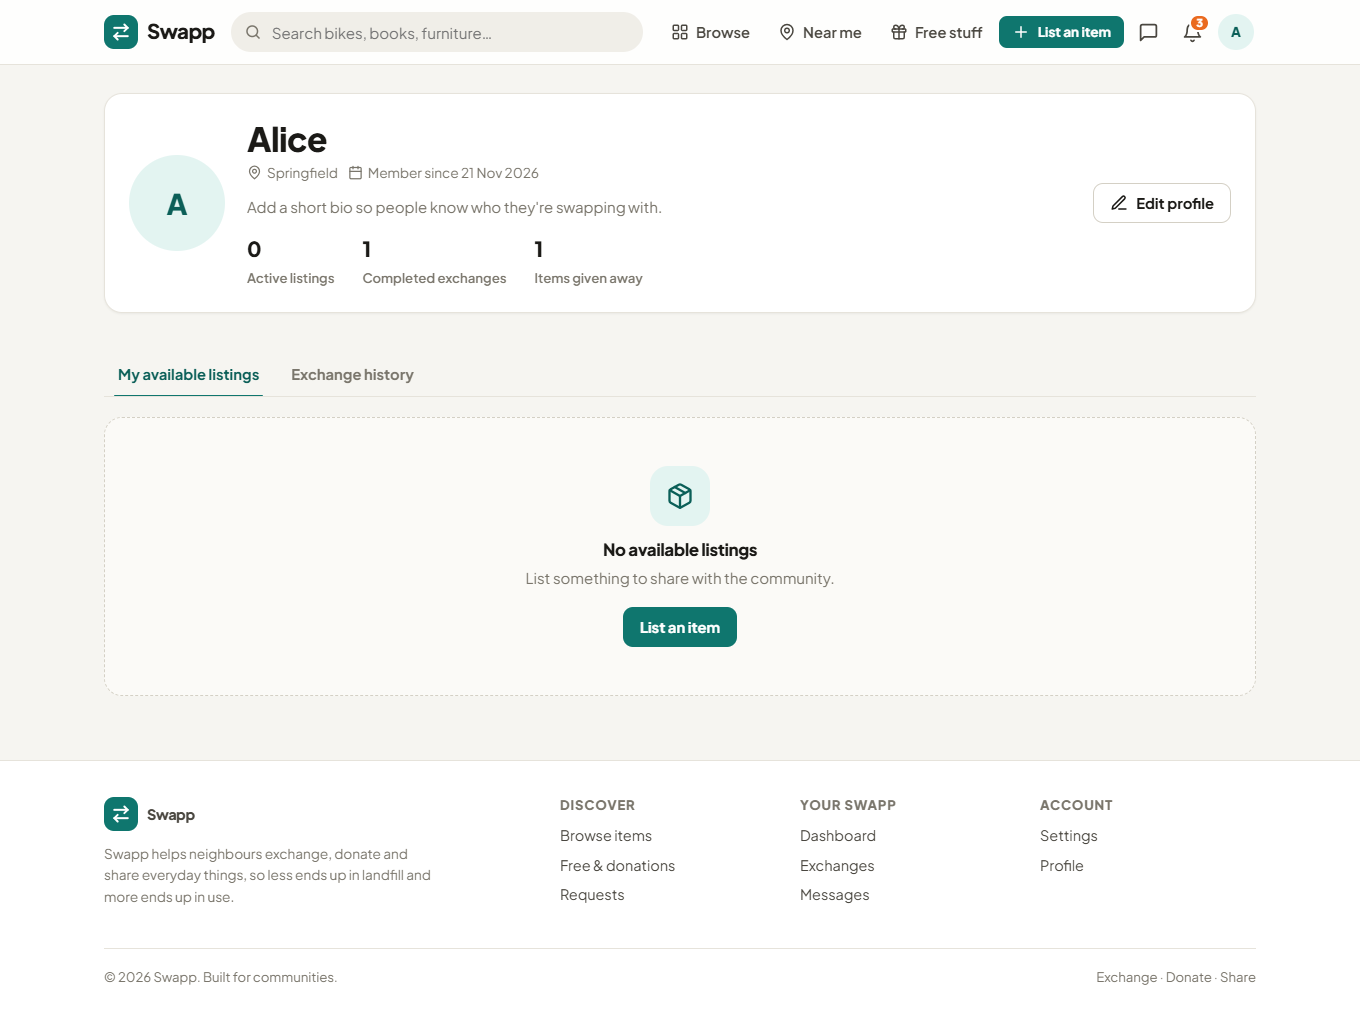 Swapp
Search bikes, books, furniture...
Browse
Near me
Free stuff
List an item
3
A
A
Alice
Springfield
Member since 21 Nov 2026
Add a short bio so people know who they're swapping with.
0
Active listings
1
Completed exchanges
1
Items given away
Edit profile
My available listings
Exchange history
No available listings
List something to share with the community.
List an item
Swapp
Swapp helps neighbours exchange, donate and
share everyday things, so less ends up in landfill and
more ends up in use.
DISCOVER
Browse items
Free & donations
Requests
YOUR SWAPP
Dashboard
Exchanges
Messages
ACCOUNT
Settings
Profile
© 2026 Swapp. Built for communities.
Exchange · Donate · Share